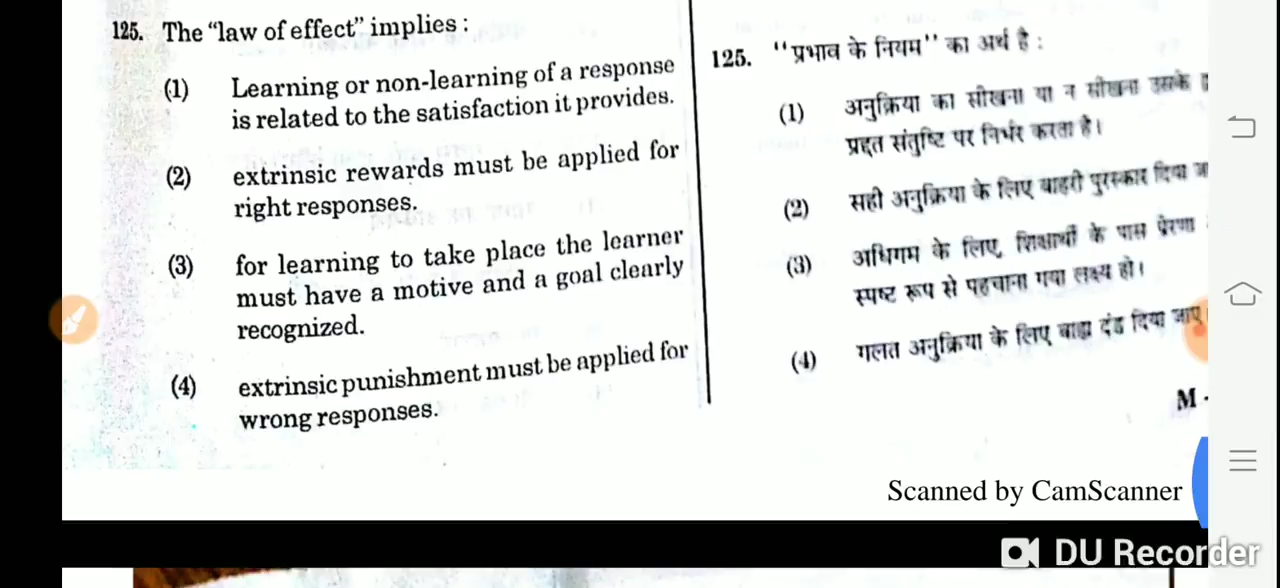 125. The “law of effect” implies :
(1) Learning or non-learning of a response
is related to the satisfaction it provides.
(2) extrinsic rewards must be applied for
right responses.
(3) for learning to take place the learner
must have a motive and a goal clearly
recognized.
(4) extrinsic punishment must be applied for
wrong responses.
125. “प्रभाव के नियम” का अर्थ है :
(1) अनुक्रिया का सीखना या न सीखना उसके
प्रद्दत संतुष्टि पर निर्भर करता है।
(2) सही अनुक्रिया के लिए बाहरी पुरस्कार दिया
(3) अधिगम के लिए, शिक्षार्थी के पास प्रेरणा
स्पष्ट रूप से पहचाना गया लक्ष्य हो।
(4) गलत अनुक्रिया के लिए बाह्य दंड दिया जाए।
M -
Scanned by CamScanner
DU Recorder